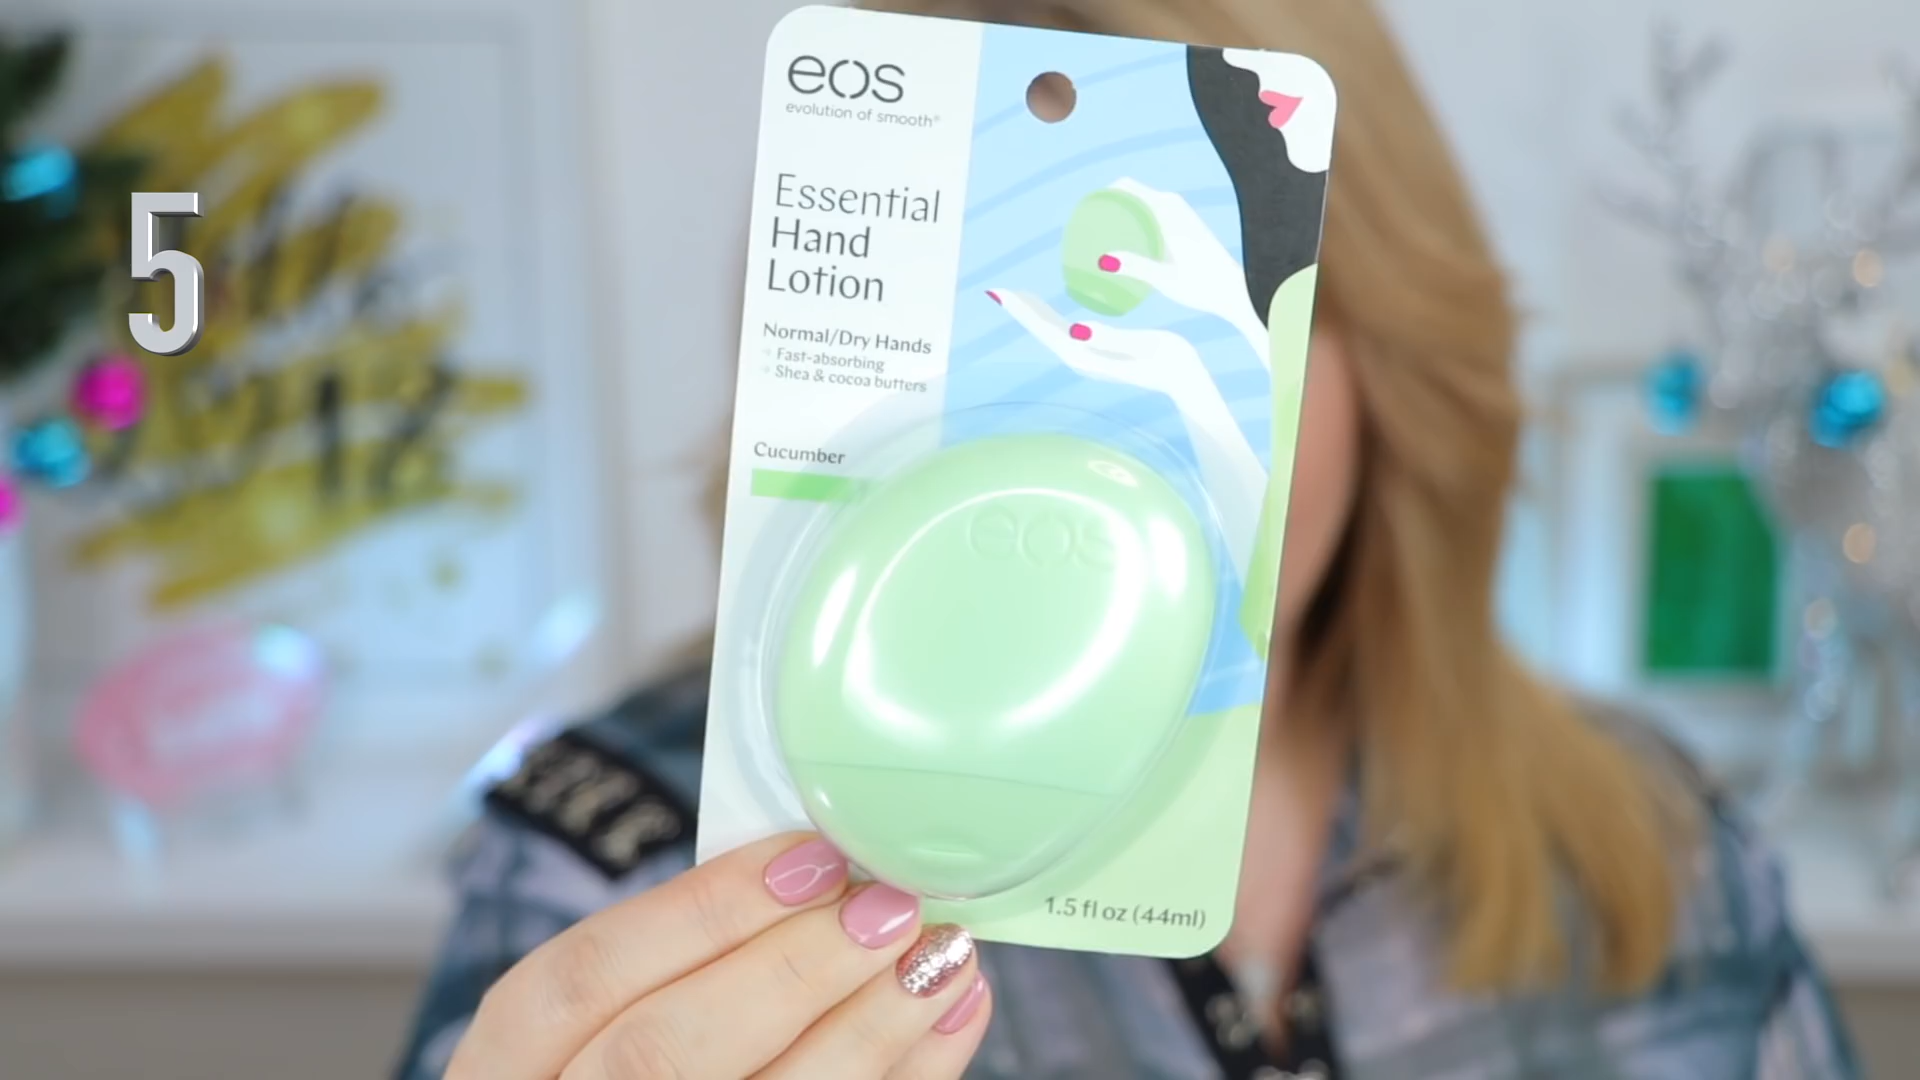 5
eos
evolution of smooth®
Essential
Hand
Lotion
Normal/Dry Hands
Fast-absorbing
Shea & cocoa butters
Cucumber
eos
1.5 fl oz (44ml)